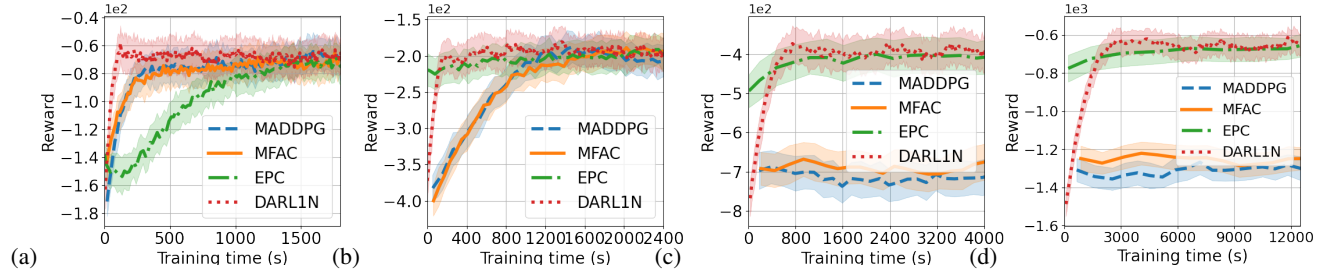 1e2
−0.4
−0.6
−0.8
−1.0
−1.2
−1.4
−1.6
−1.8
Reward
0 500 1000 1500
Training time (s)
MADDPG
MFAC
EPC
DARL1N
(a)
1e2
−1.5
−2.0
−2.5
−3.0
−3.5
−4.0
Reward
0 400 800 1200 1600 2000 2400
Training time (s)
MADDPG
MFAC
EPC
DARL1N
(b)
1e2
−3
−4
−5
−6
−7
−8
Reward
0 800 1600 2400 3200 4000
Training time (s)
MADDPG
MFAC
EPC
DARL1N
(c)
1e3
−0.6
−0.8
−1.0
−1.2
−1.4
−1.6
Reward
0 3000 6000 9000 12000
Training time (s)
MADDPG
MFAC
EPC
DARL1N
(d)